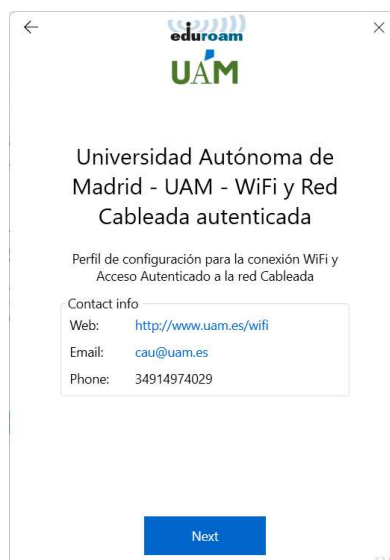 eduroam
UAM
Universidad Autónoma de
Madrid - UAM - WiFi y Red
Cableada autenticada
Perfil de configuración para la conexión WiFi y
Acceso Autenticado a la red Cableada
Contact info
Web: http://www.uam.es/wifi
Email: cau@uam.es
Phone: 34914974029
Next